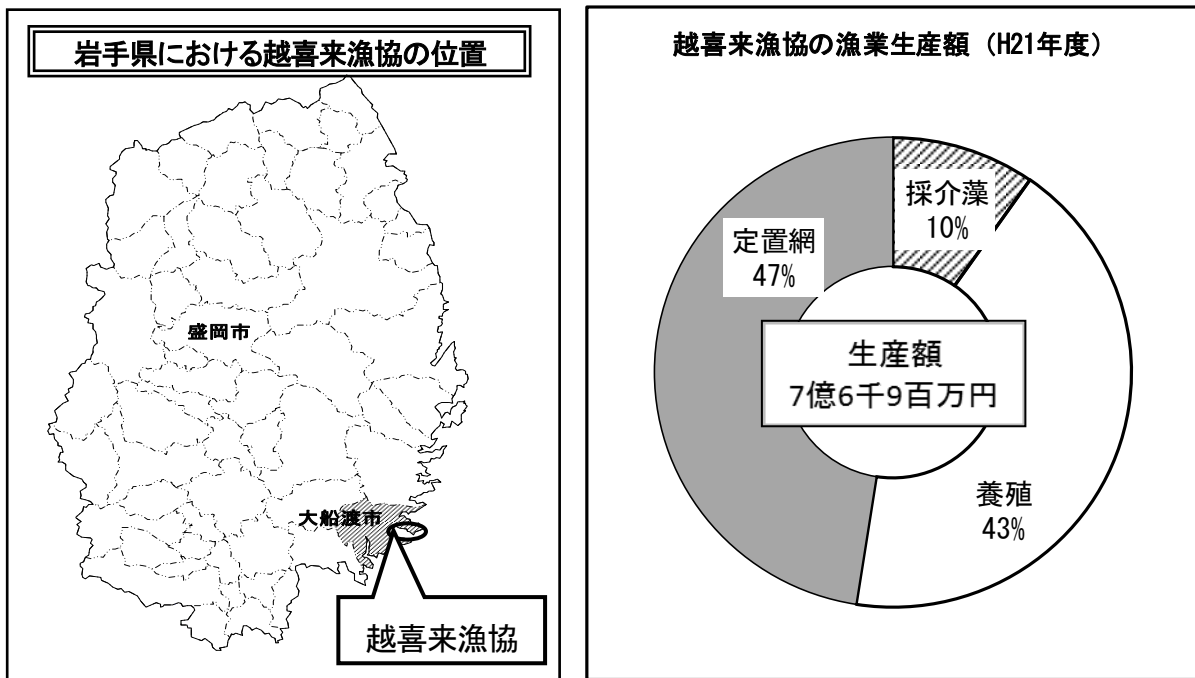 岩手県における越喜来漁協の位置
盛岡市
大船渡市
越喜来漁協
越喜来漁協の漁業生産額（H21年度）
採介藻
10%
定置網
47%
生産額
7億6千9百万円
養殖
43%